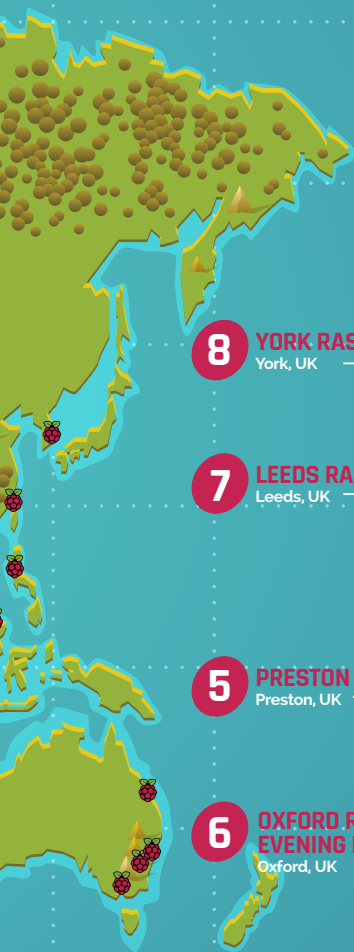 8
YORK RAS
York, UK
7
LEEDS RA
Leeds, UK
5
PRESTON
Preston, UK
6
OXFORD R
EVENING
Oxford, UK